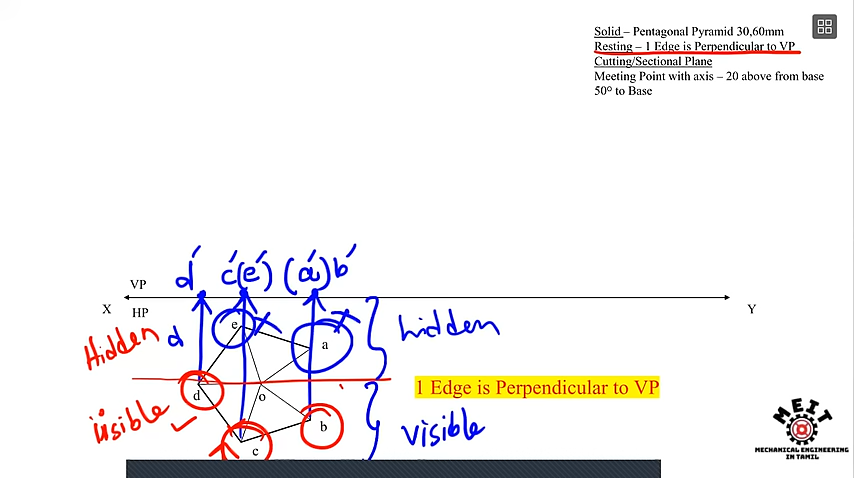 Solid – Pentagonal Pyramid 30,60mm
Resting – 1 Edge is Perpendicular to VP
Cutting/Sectional Plane
Meeting Point with axis – 20 above from base
50° to Base
d' c'(e') (a')b'
VP
X Y
HP
Hidden d e a hidden
d o 1 Edge is Perpendicular to VP
visible b visible
c
MEIT
MECHANICAL ENGINEERING
IN TAMIL